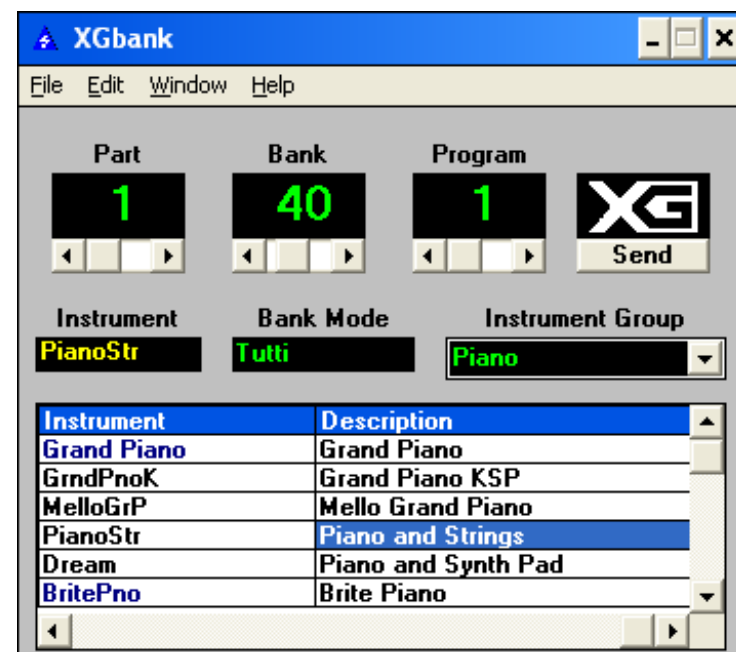 XGbank
File Edit Window Help
Part Bank Program
1 40 1 XG
Send
Instrument Bank Mode Instrument Group
PianoStr Tutti Piano
Instrument Description
Grand Piano Grand Piano
GrndPnoK Grand Piano KSP
MelloGrP Mello Grand Piano
PianoStr Piano and Strings
Dream Piano and Synth Pad
BritePno Brite Piano